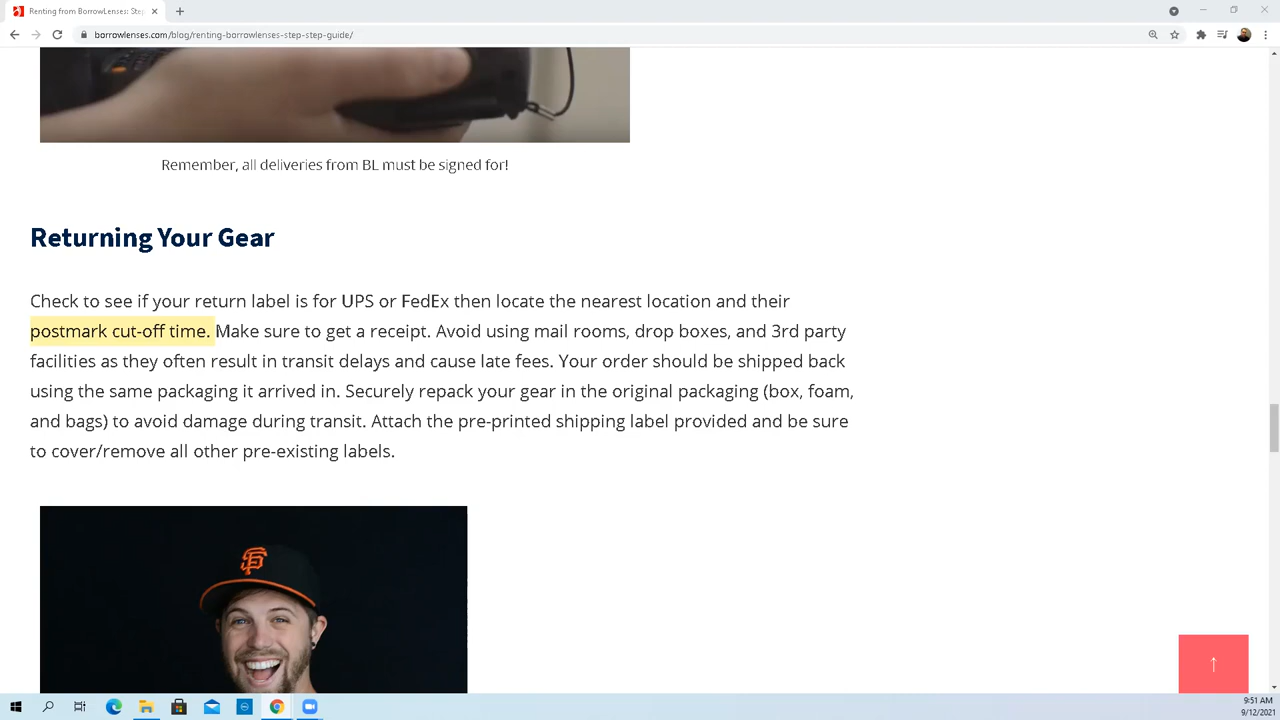 Renting from BorrowLenses: Ste
borrowlenses.com/blog/renting-borrowlenses-step-step-guide/
Remember, all deliveries from BL must be signed for!
Returning Your Gear
Check to see if your return label is for UPS or FedEx then locate the nearest location and their
postmark cut-off time. Make sure to get a receipt. Avoid using mail rooms, drop boxes, and 3rd party
facilities as they often result in transit delays and cause late fees. Your order should be shipped back
using the same packaging it arrived in. Securely repack your gear in the original packaging (box, foam,
and bags) to avoid damage during transit. Attach the pre-printed shipping label provided and be sure
to cover/remove all other pre-existing labels.
SF
↑
9:51 AM
9/12/2021